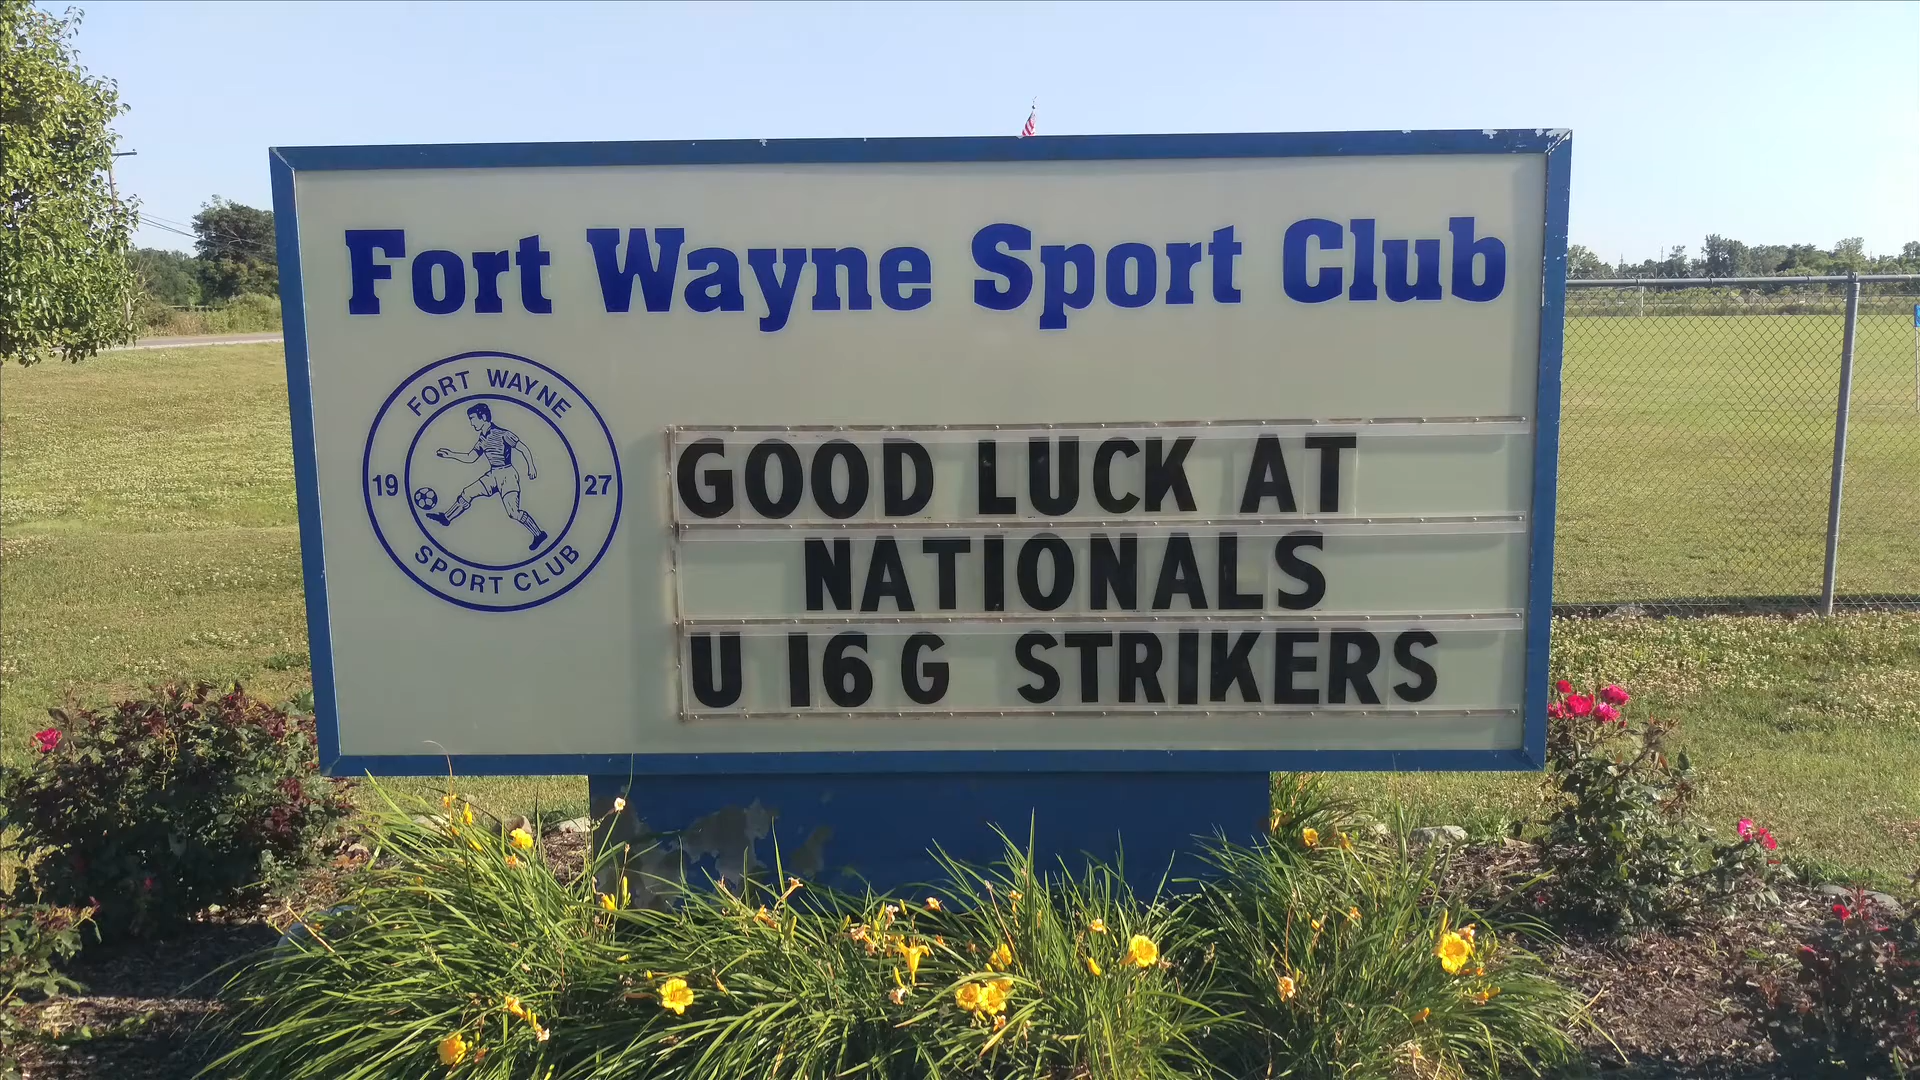 Fort Wayne Sport Club
FORT WAYNE
19 27
SPORT CLUB
GOOD LUCK AT
NATIONALS
U 16 G STRIKERS